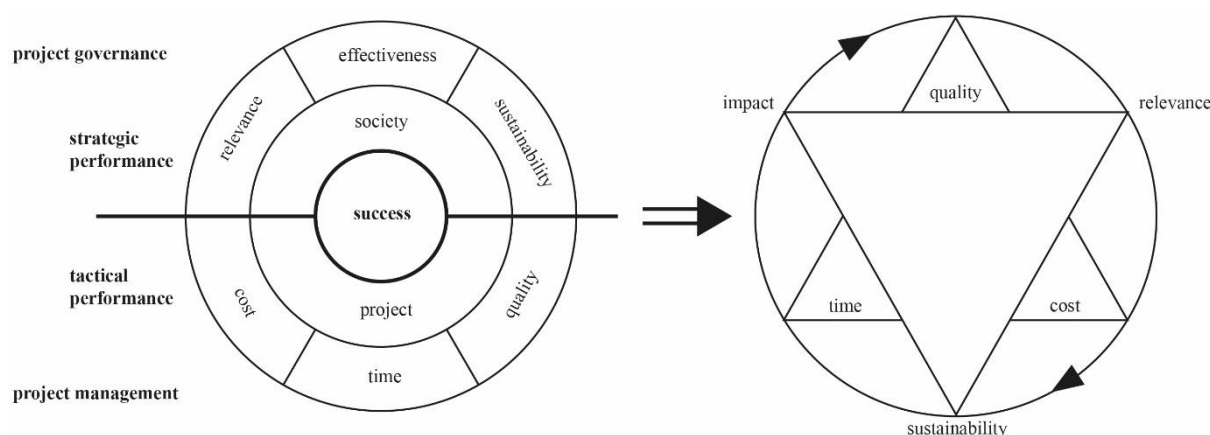 project governance
effectiveness
relevance
sustainability
society
strategic
performance
success
tactical
performance
cost
project
quality
time
project management
impact
quality
relevance
time
cost
sustainability